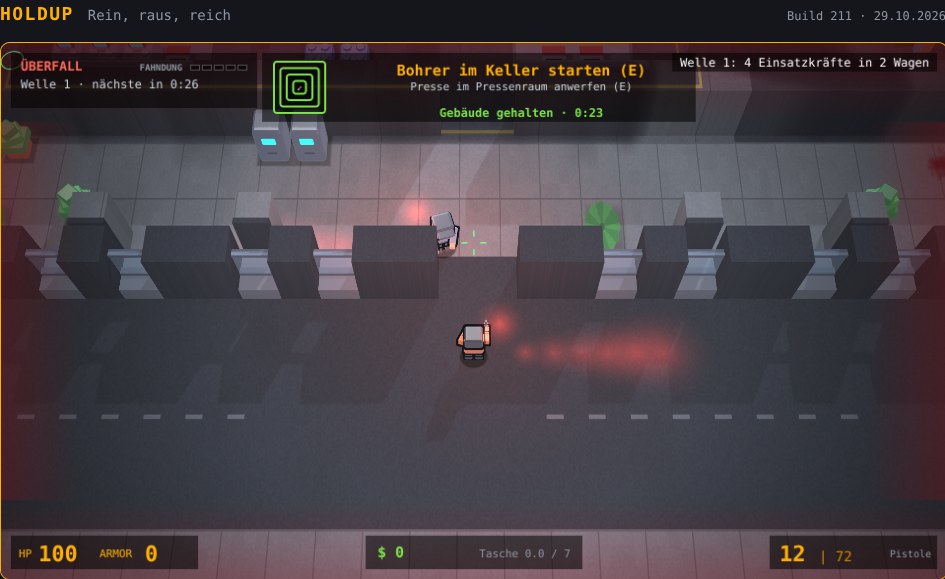 HOLDUP Rein, raus, reich
Build 211 · 29.10.2026
ÜBERFALL FAHNDUNG
Welle 1 · nächste in 0:26
Bohrer im Keller starten (E)
Presse im Pressenraum anwerfen (E)
Gebäude gehalten · 0:23
Welle 1: 4 Einsatzkräfte in 2 Wagen
HP 100 ARMOR 0
$ 0 Tasche 0.0 / 7
12 | 72 Pistole